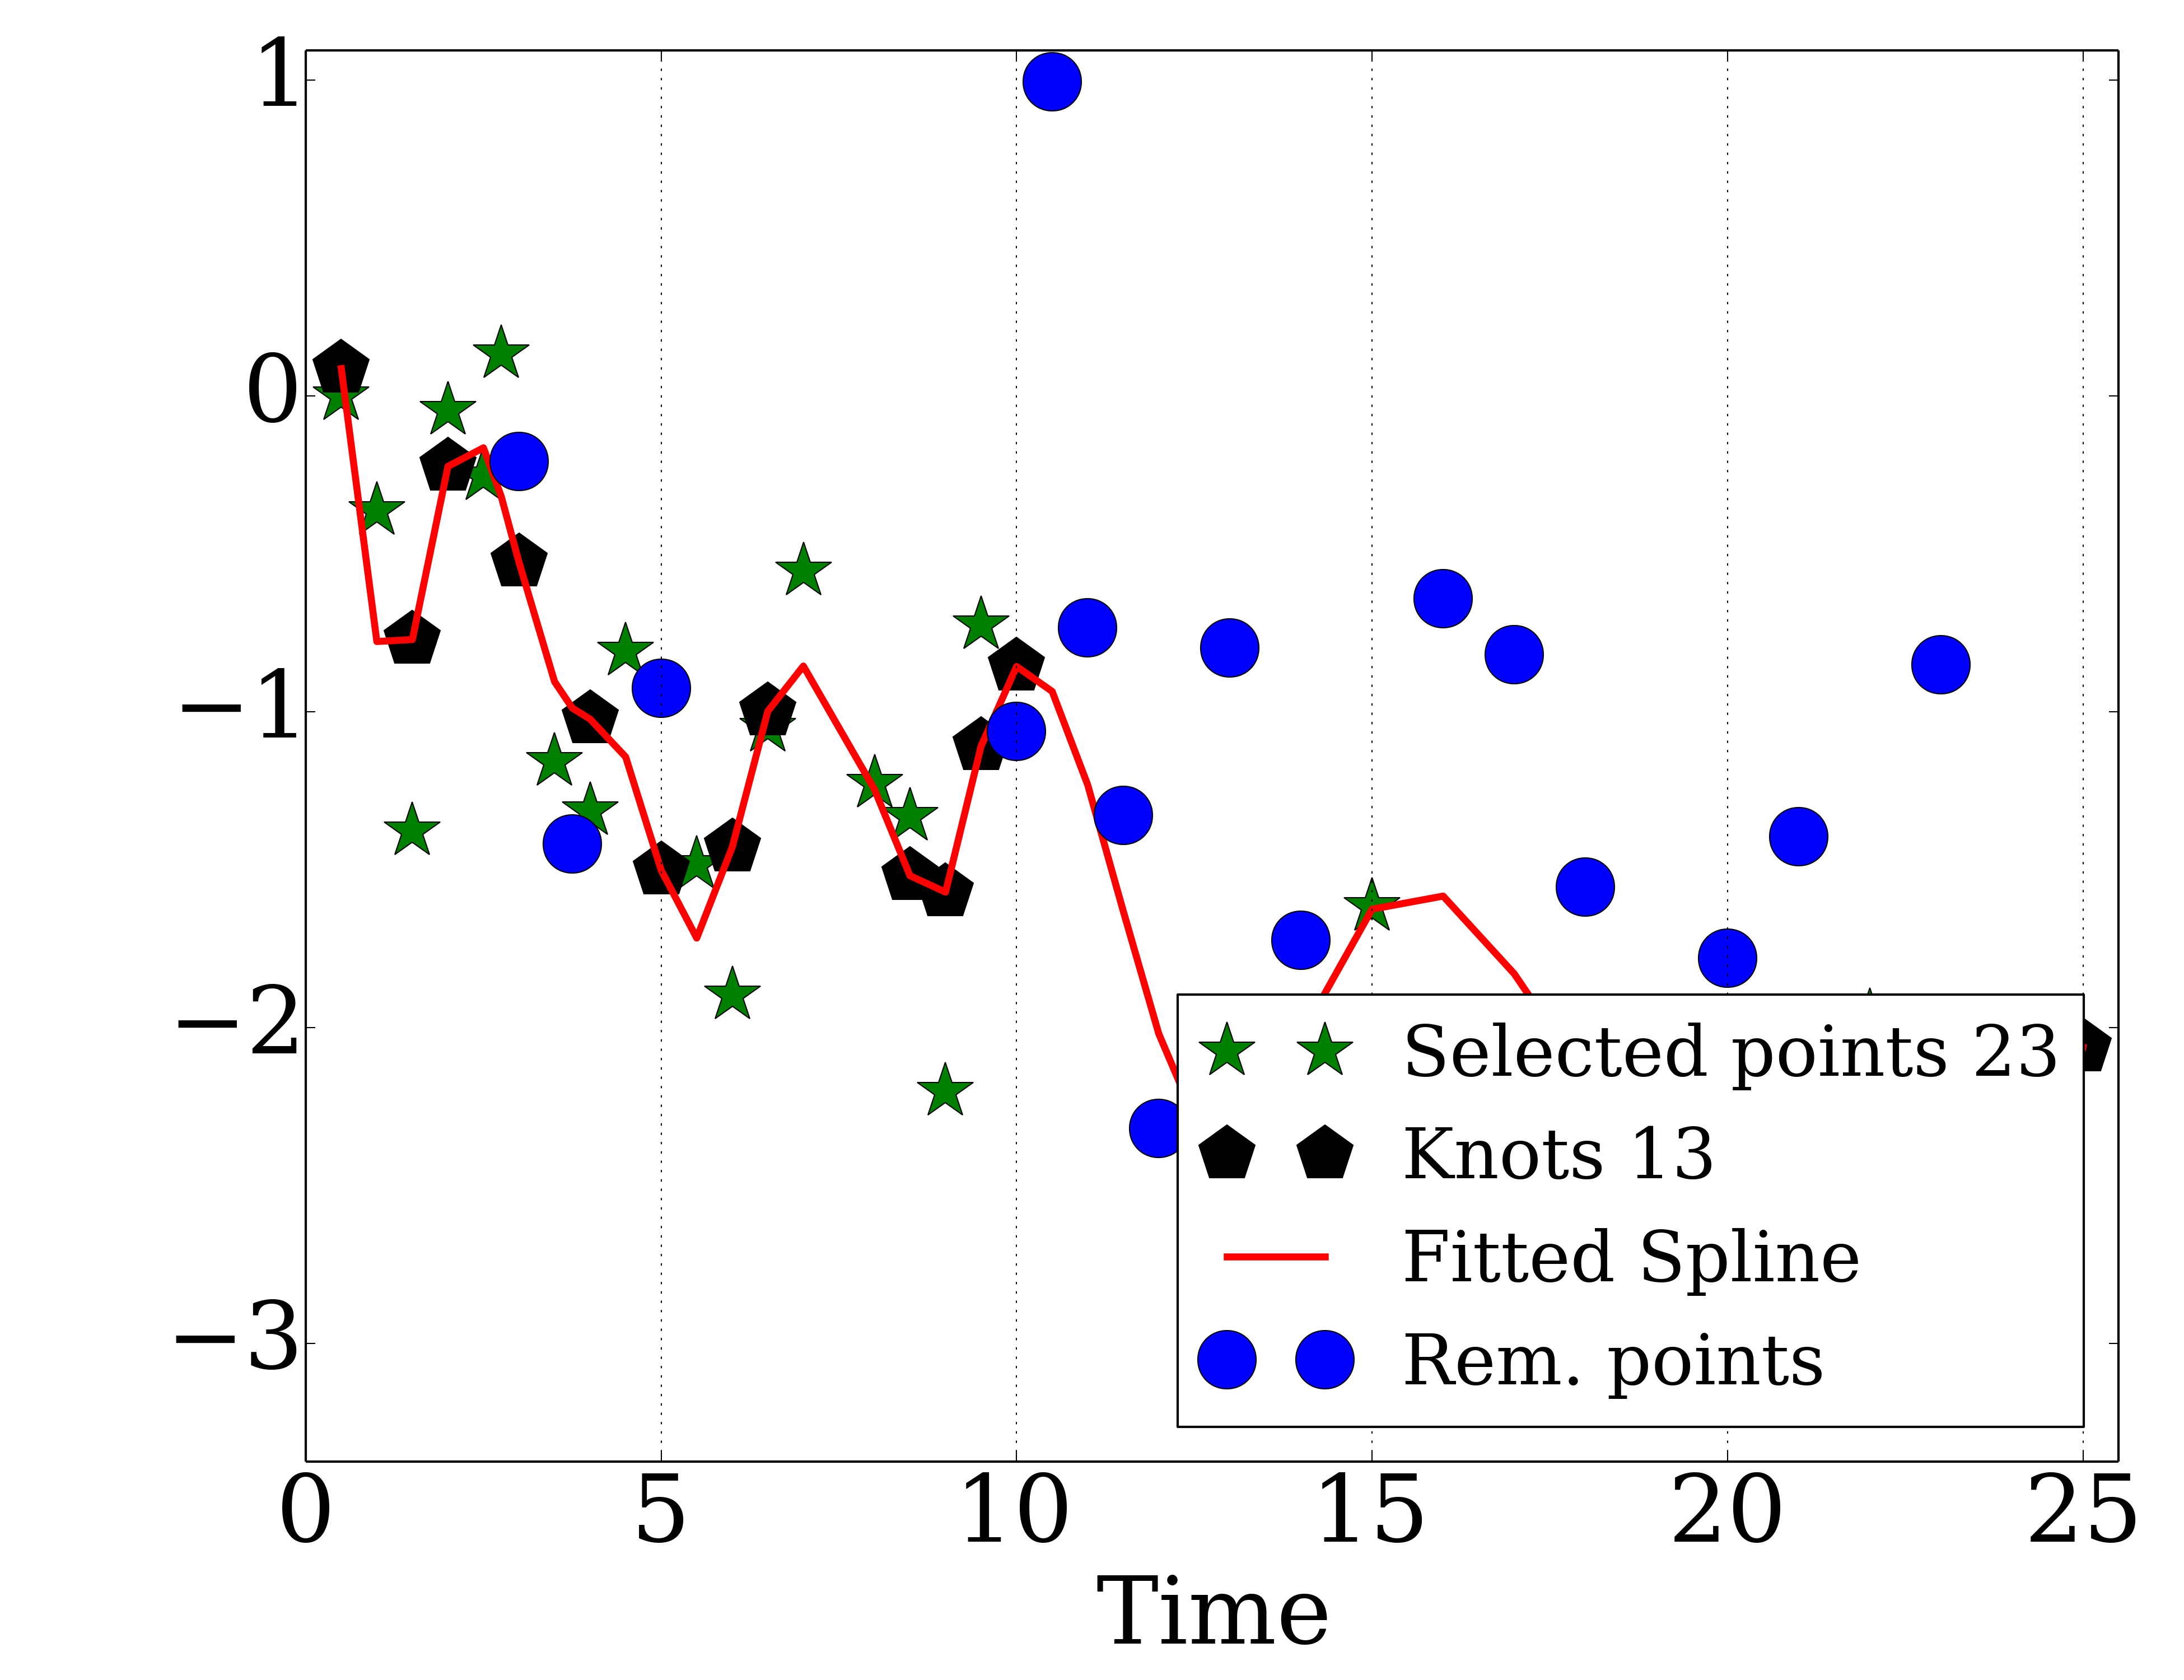 1
0
−1
−2
−3
Selected points 23
Knots 13
Fitted Spline
Rem. points
0 5 10 15 20 25
Time